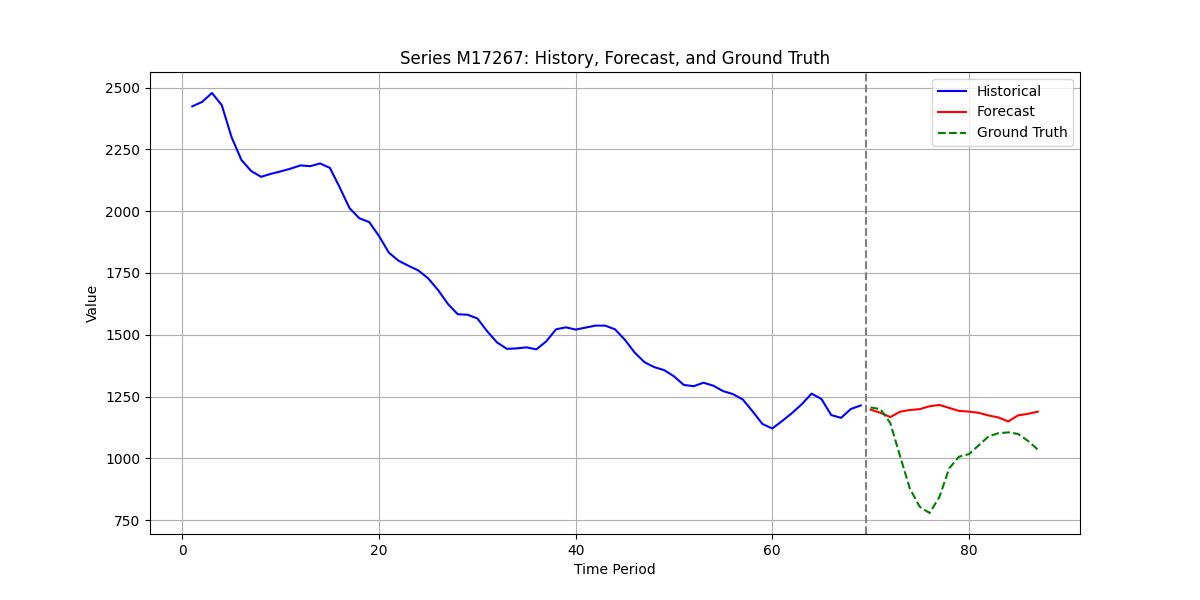 Series M17267: History, Forecast, and Ground Truth
Historical
Forecast
Ground Truth
Value
2500
2250
2000
1750
1500
1250
1000
750
0
20
40
60
80
Time Period